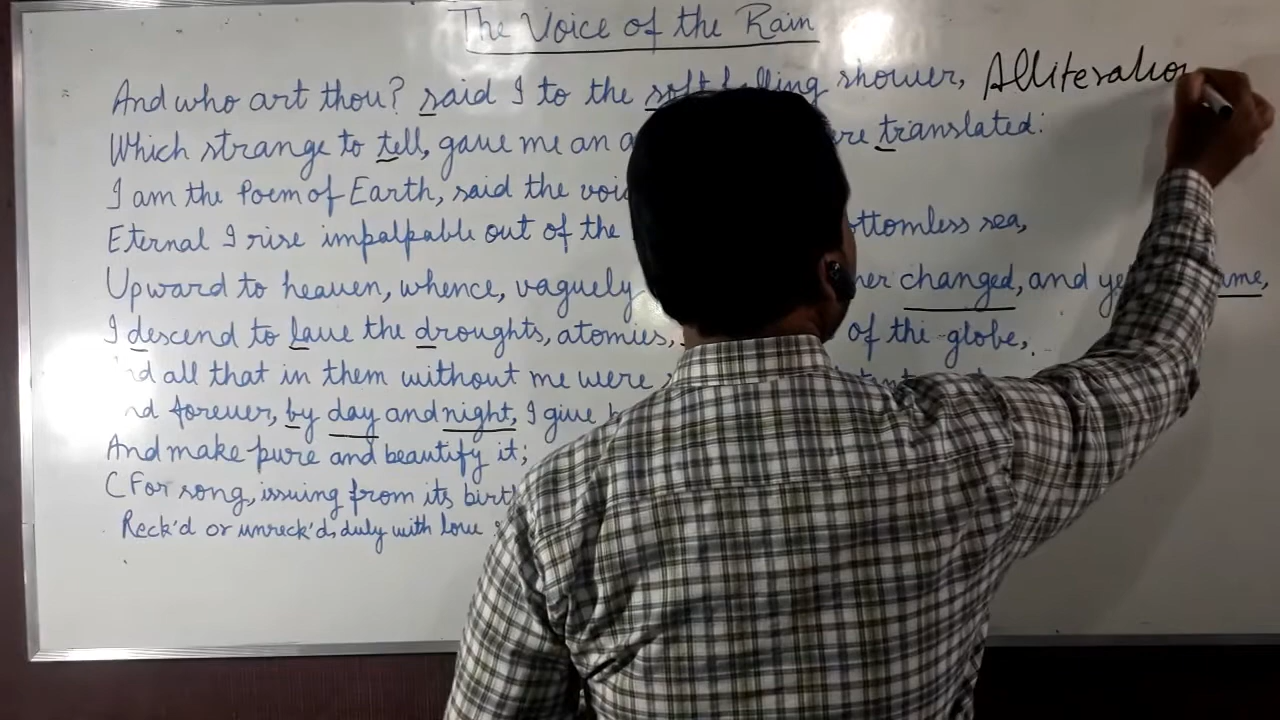 The Voice of the Rain
And who art thou? said I to the soft falling shower, Alliteration
Which strange to tell, gave me an a ere translated:
I am the Poem of Earth, said the voi
Eternal I rise impalpable out of the ottomless sea,
Upward to heaven, whence, vaguely her changed, and ye ame,
I descend to lave the droughts, atomies, of the globe,
nd all that in them without me were
nd forever, by day and night, I give b
And make pure and beautify it;
(For song, issuing from its birt
Reck'd or unreck'd, duly with love